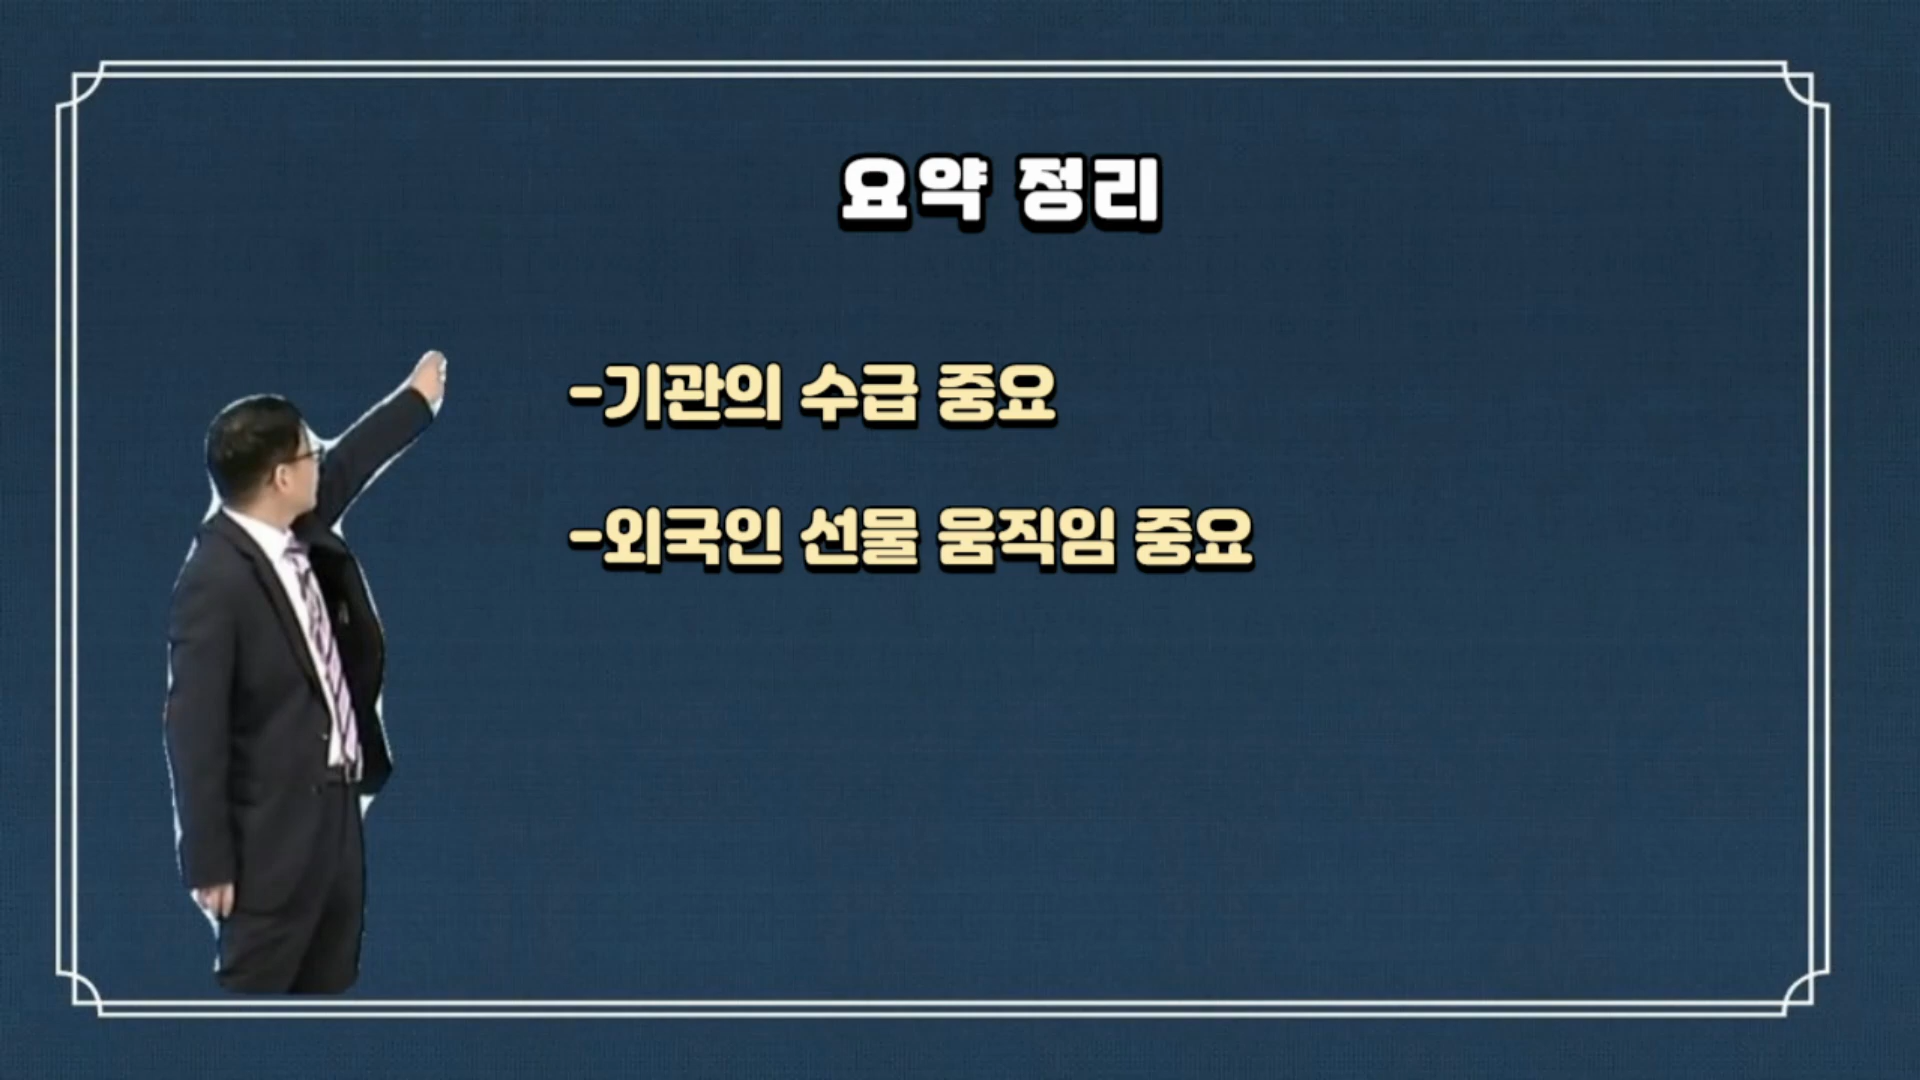 요약 정리
-기관의 수급 중요
-외국인 선물 움직임 중요